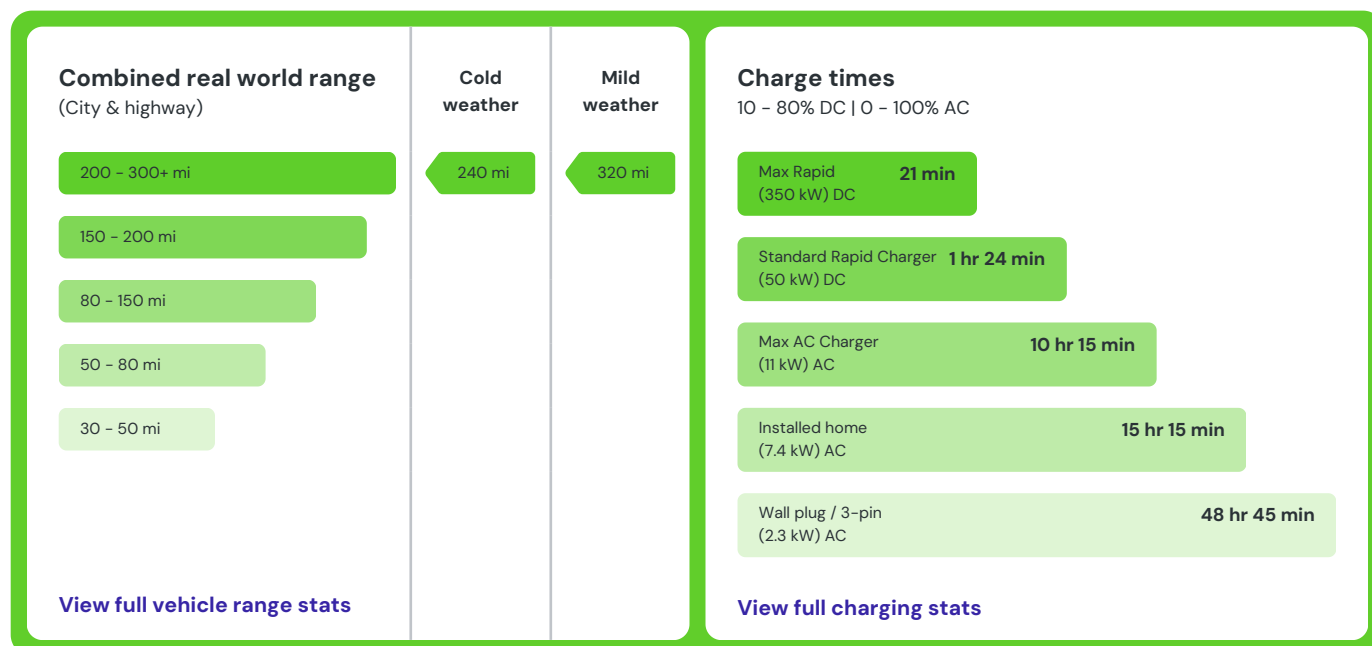 Combined real world range
(City & highway)
Cold
weather
Mild
weather
200 - 300+ mi
240 mi
320 mi
150 - 200 mi
80 - 150 mi
50 - 80 mi
30 - 50 mi
View full vehicle range stats
Charge times
10 - 80% DC | 0 - 100% AC
Max Rapid
(350 kW) DC
21 min
Standard Rapid Charger
(50 kW) DC
1 hr 24 min
Max AC Charger
(11 kW) AC
10 hr 15 min
Installed home
(7.4 kW) AC
15 hr 15 min
Wall plug / 3-pin
(2.3 kW) AC
48 hr 45 min
View full charging stats